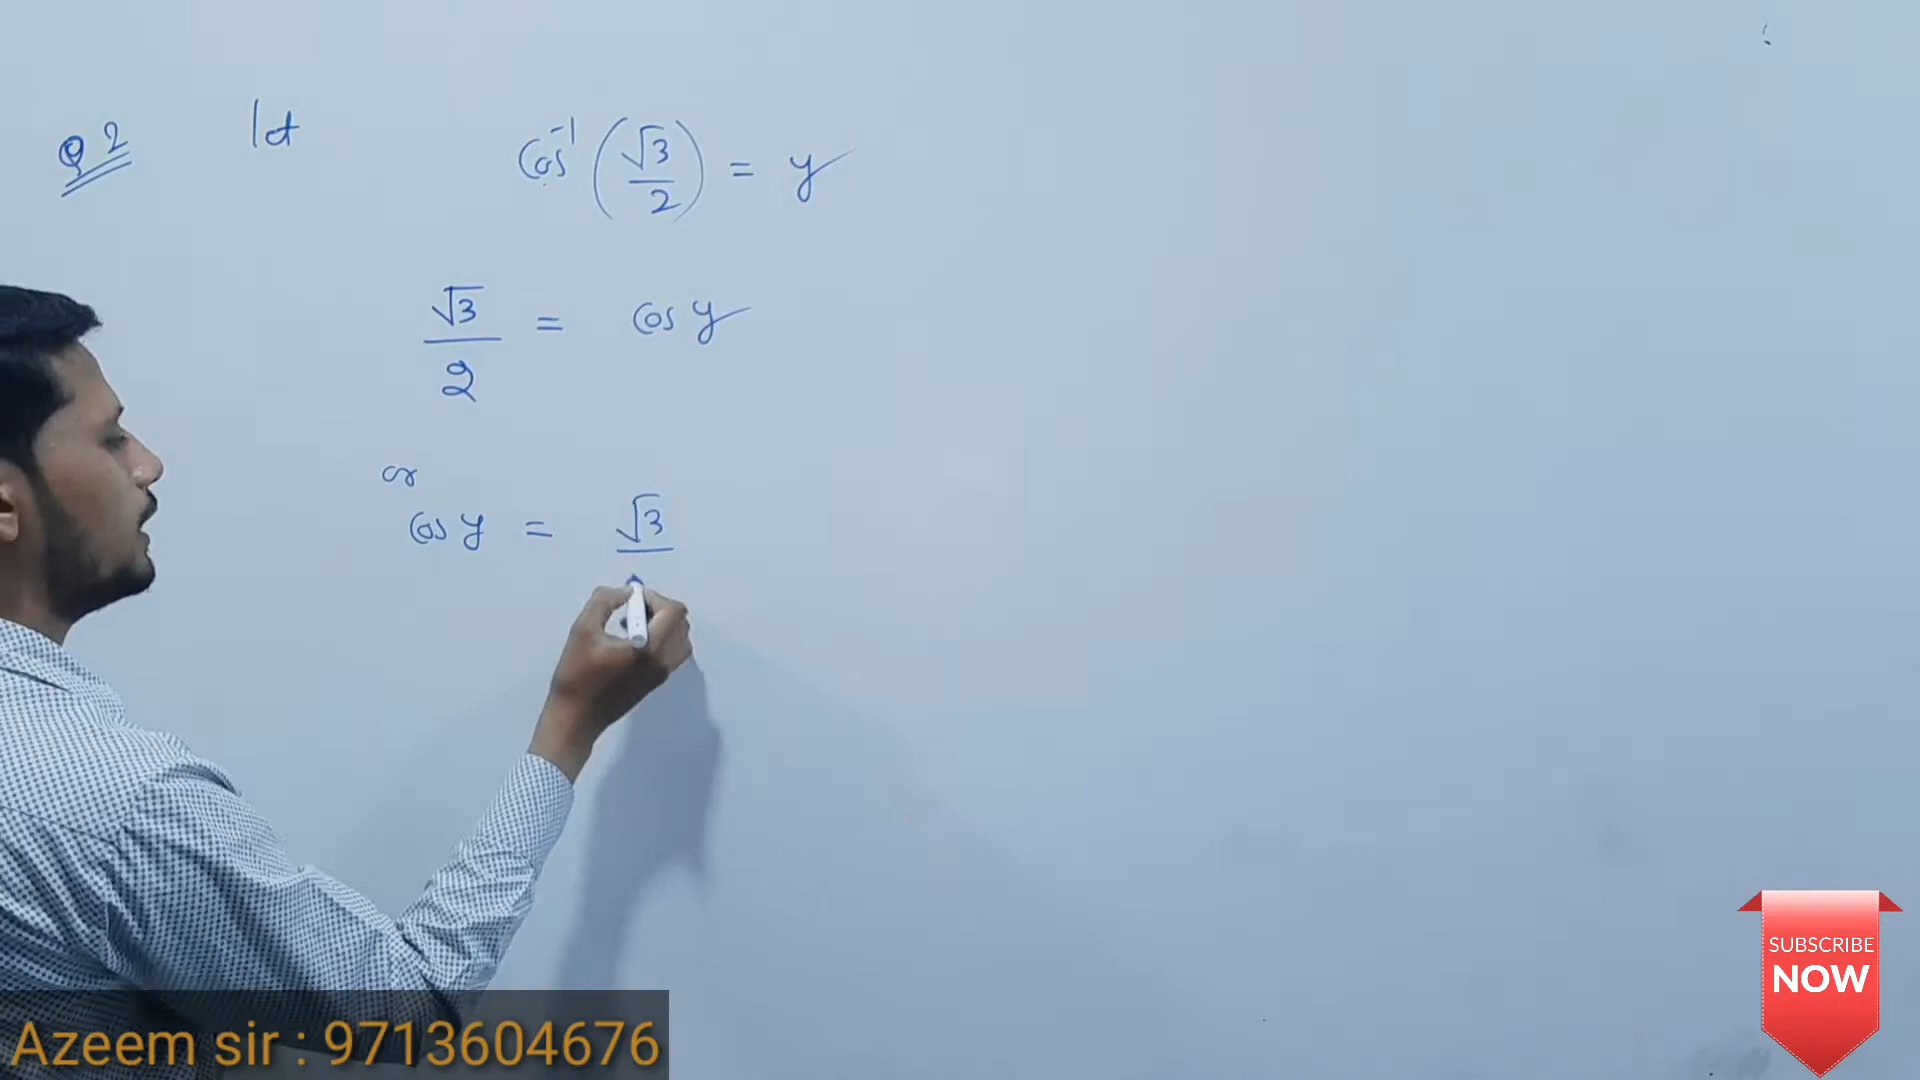 Q 2 let cos⁻¹ (√3/2) = y
√3/2 = cos y
or
cos y = √3/
SUBSCRIBE
NOW
Azeem sir : 9713604676